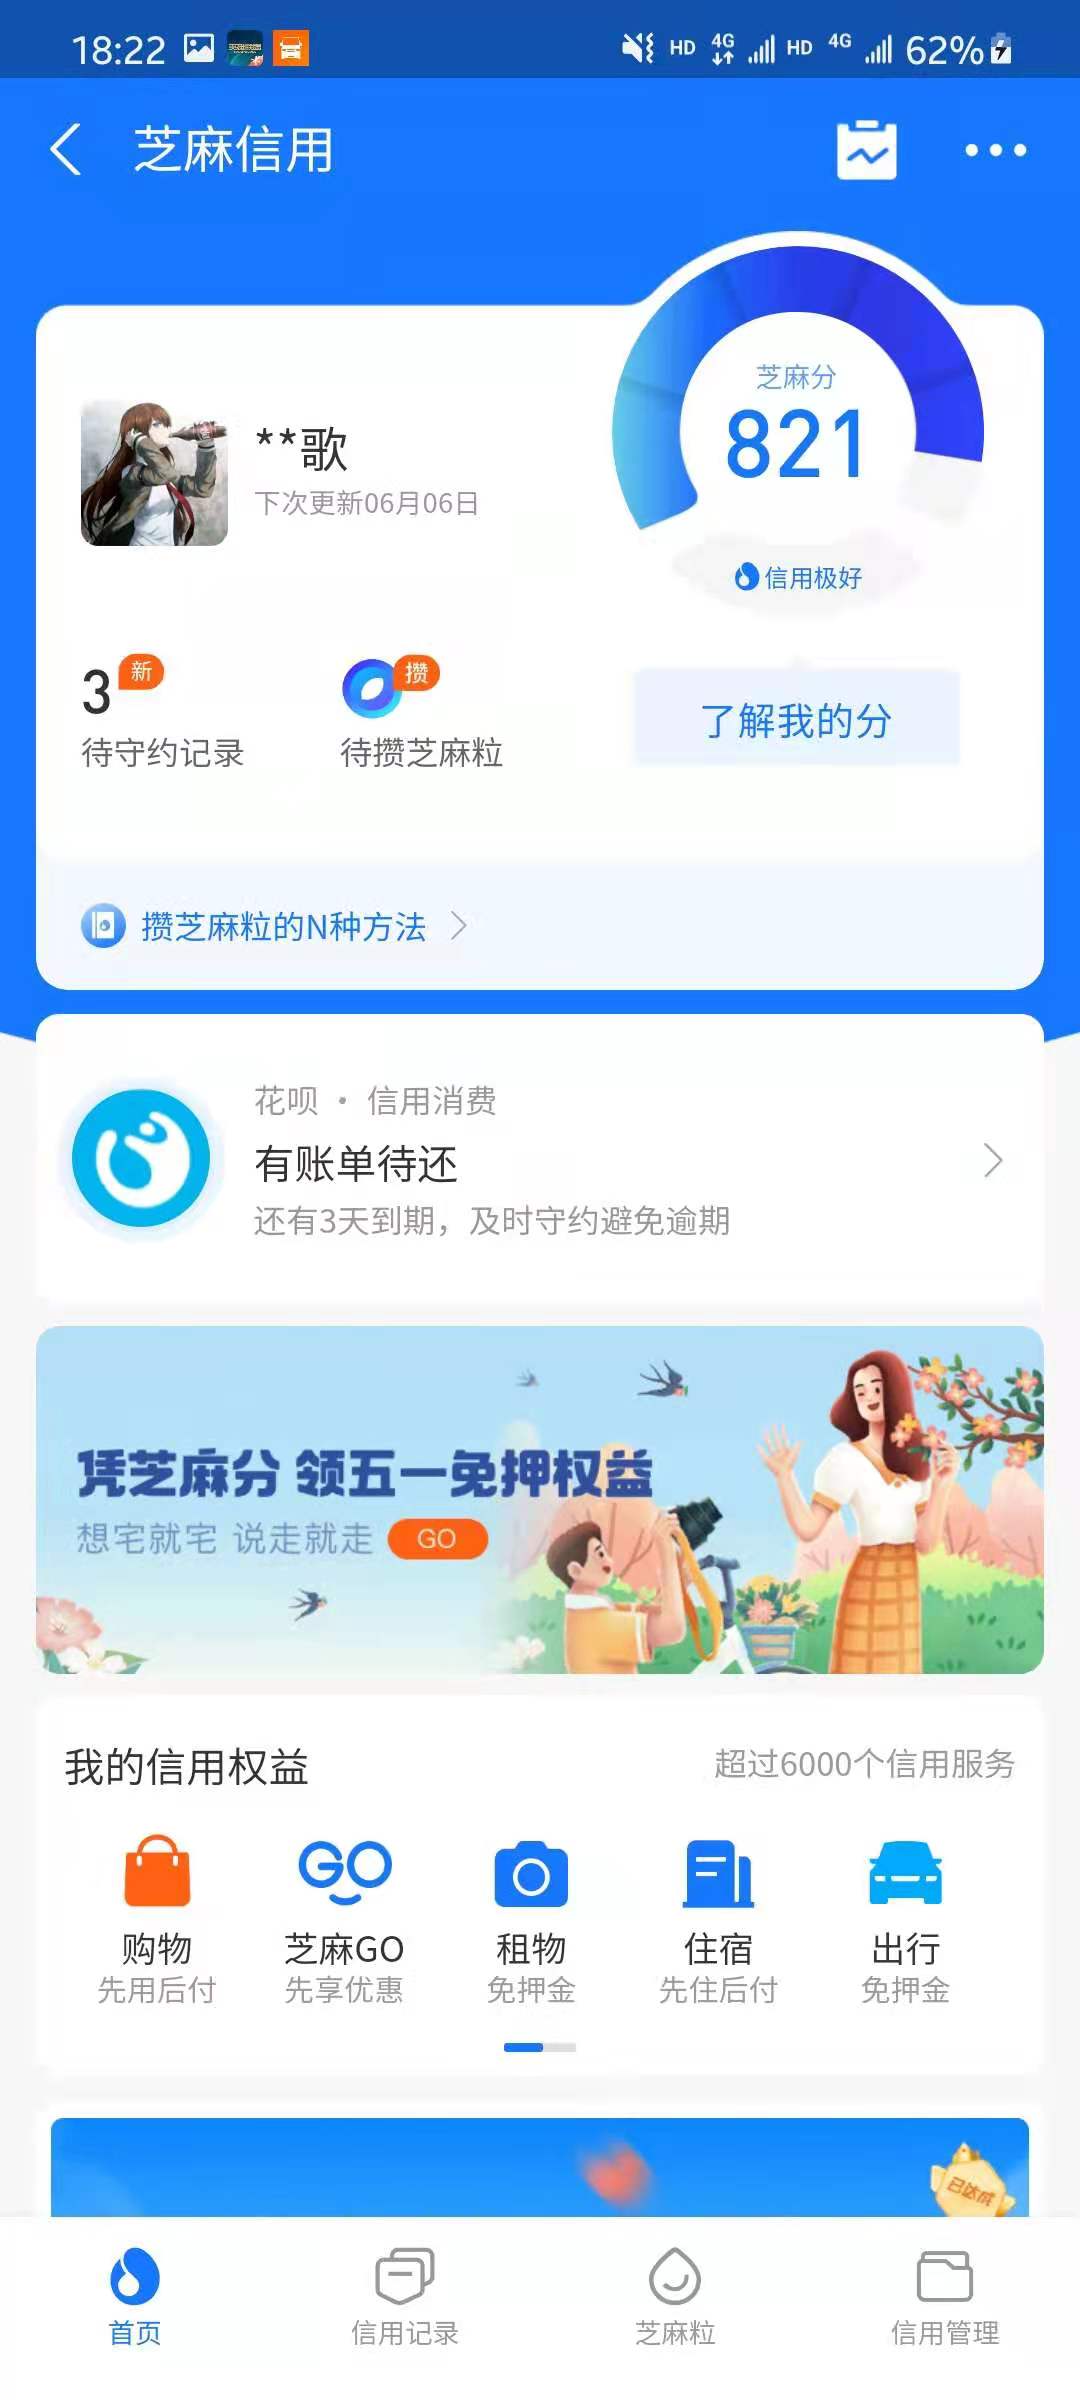 18:22
HD 4G HD 4G 62%
芝麻信用
芝麻分
821
**歌
下次更新06月06日
信用极好
3 新
攒
待守约记录
待攒芝麻粒
了解我的分
攒芝麻粒的N种方法
花呗 · 信用消费
有账单待还
还有3天到期，及时守约避免逾期
凭芝麻分 领五一免押权益
想宅就宅 说走就走 GO
我的信用权益
超过6000个信用服务
GO
购物 芝麻GO 租物 住宿 出行
先用后付 先享优惠 免押金 先住后付 免押金
已达成
首页 信用记录 芝麻粒 信用管理